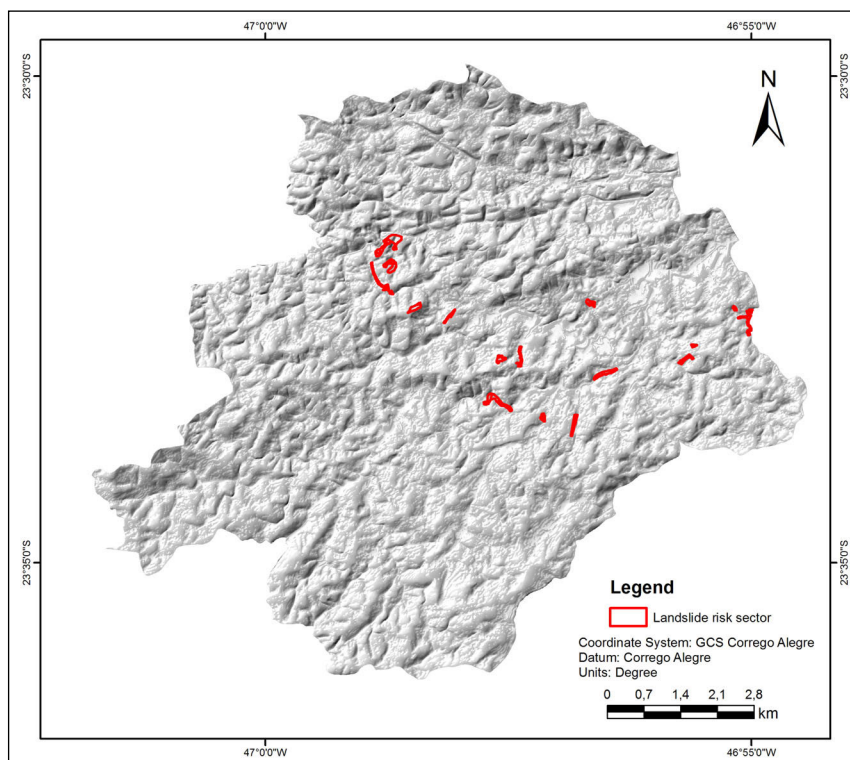 47°0'0"W 46°55'0"W
23°30'0"S 23°30'0"S
N
23°35'0"S 23°35'0"S
Legend
Landslide risk sector
Coordinate System: GCS Corrego Alegre
Datum: Corrego Alegre
Units: Degree
0 0,7 1,4 2,1 2,8
km
47°0'0"W 46°55'0"W